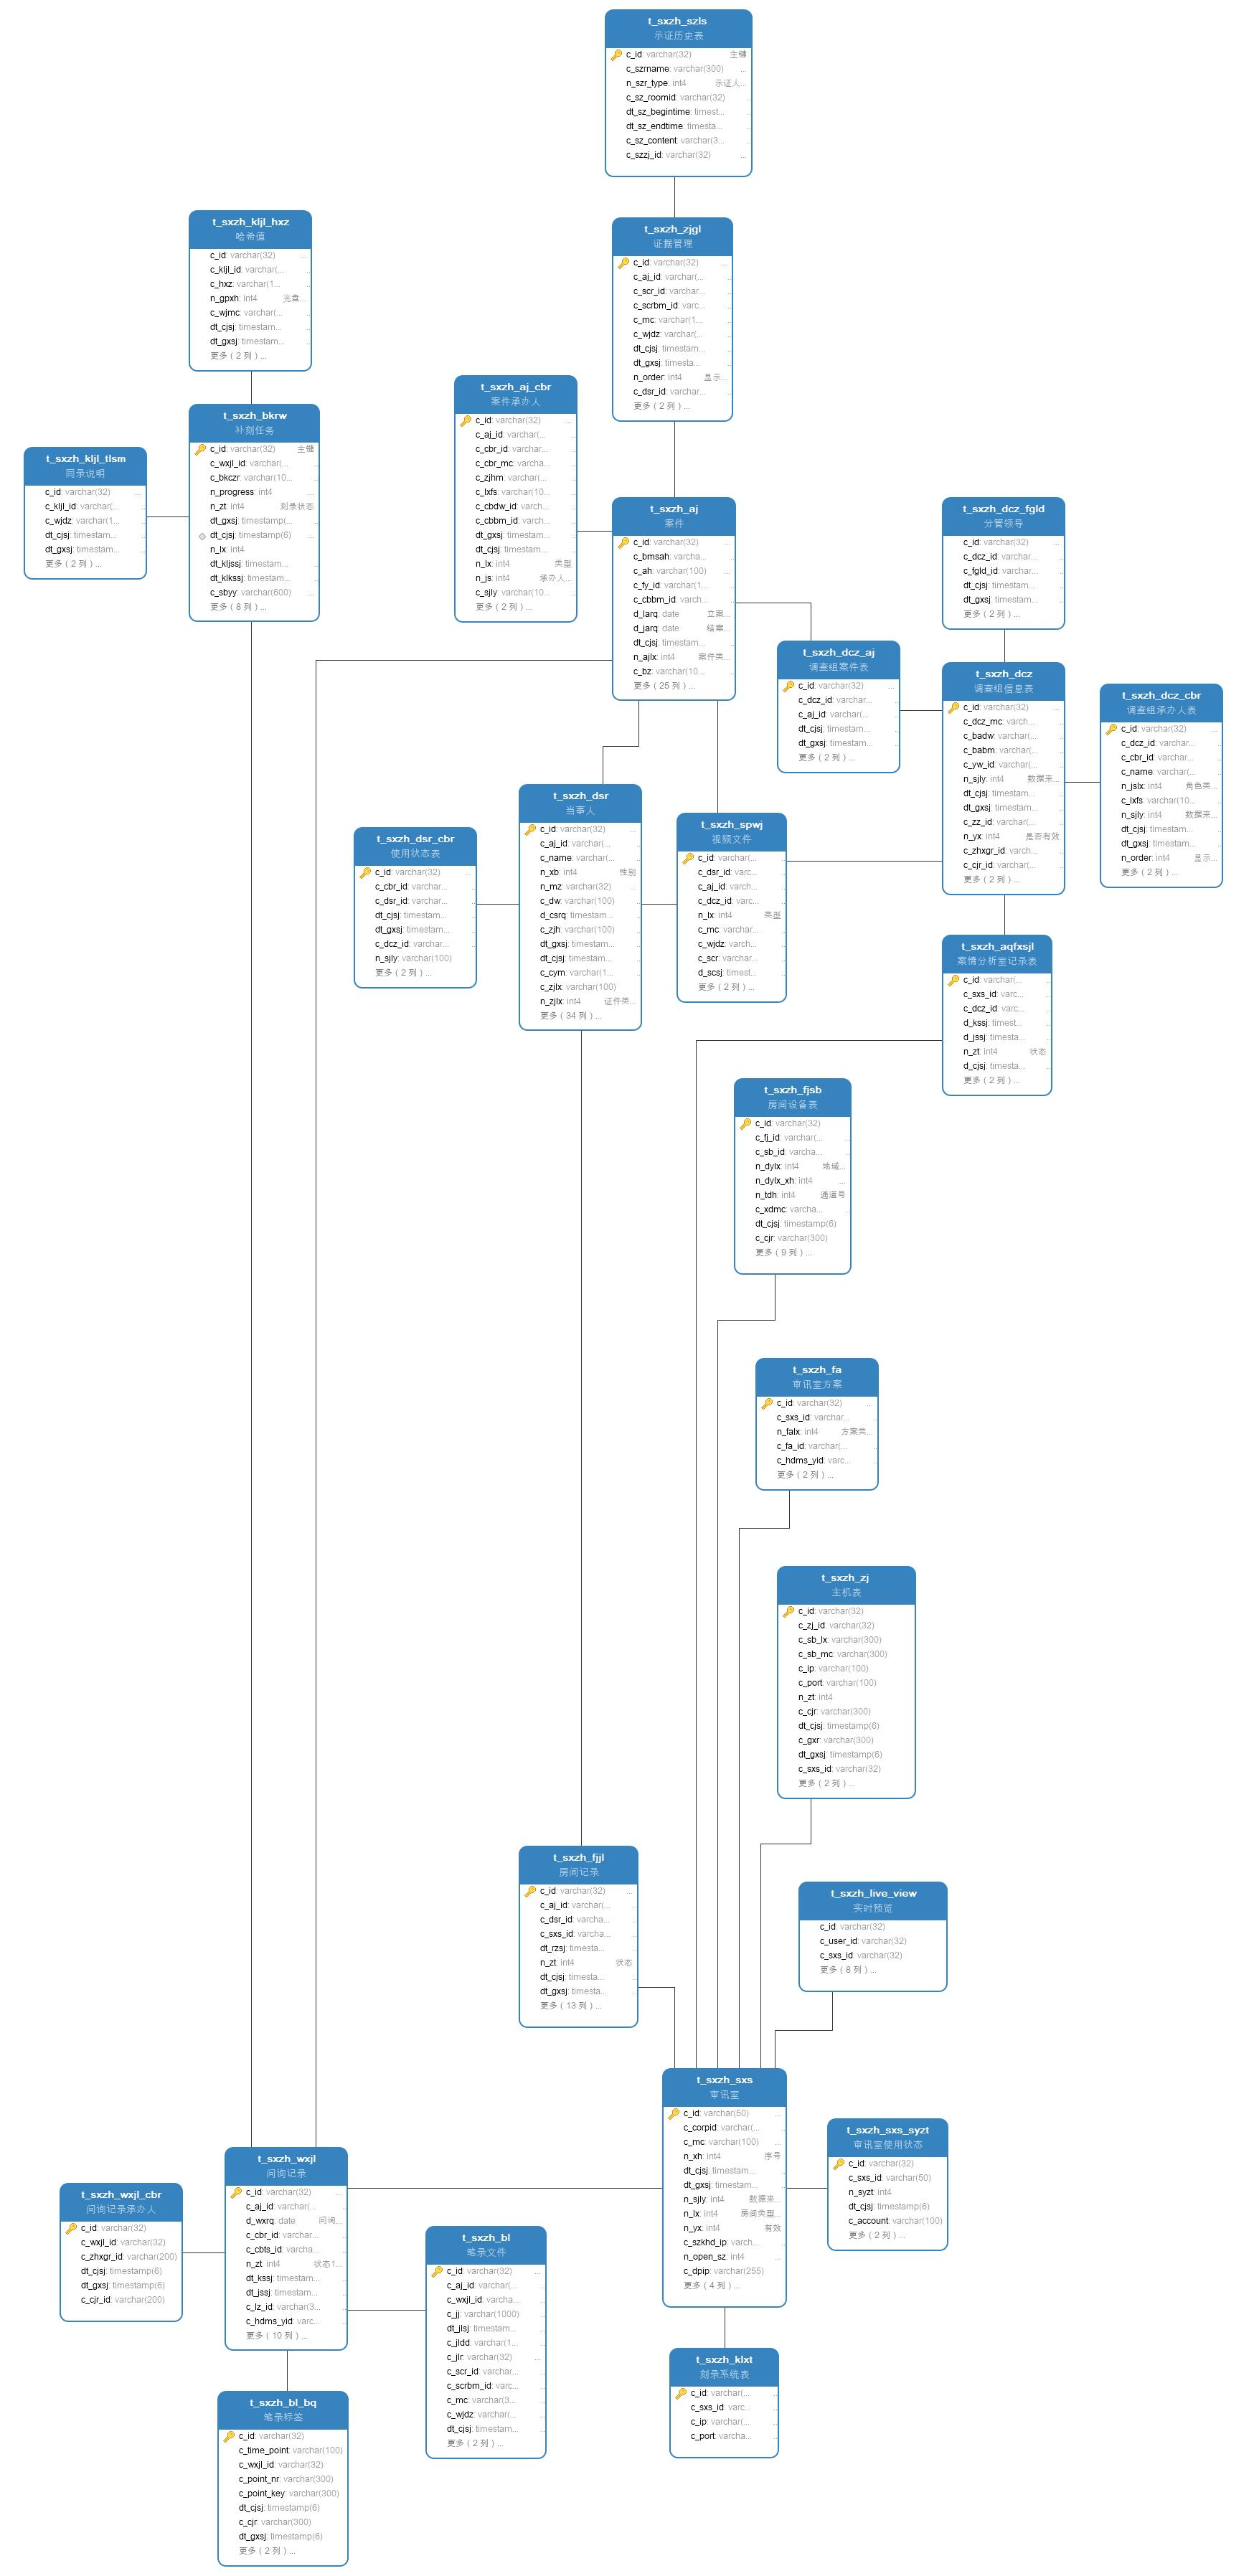 t_sxzh_szls
示证历史表
c_id: varchar(32) 主键
c_szrname: varchar(300) ...
n_szr_type: int4 示证人...
c_sz_roomid: varchar(32)
dt_sz_begintime: timest...
dt_sz_endtime: timesta...
c_sz_content: varchar(3...
c_szzj_id: varchar(32) ...
t_sxzh_kljl_hxz
哈希值
c_id: varchar(32) ...
c_kljl_id: varchar(...
c_hxz: varchar(1...
n_gpxh: int4 光盘...
c_wjmc: varchar(...
dt_cjsj: timestam...
dt_gxsj: timestam...
更多 ( 2 列 ) ...
t_sxzh_zjgl
证据管理
c_id: varchar(32) ...
c_aj_id: varchar(...
c_scr_id: varchar...
c_scrbm_id: varc...
c_mc: varchar(1...
c_wjdz: varchar(...
dt_cjsj: timestam...
dt_gxsj: timesta...
n_order: int4 显示...
c_dsr_id: varchar...
更多 ( 2 列 ) ...
t_sxzh_aj_cbr
案件承办人
c_id: varchar(32) ...
c_aj_id: varchar(...
c_cbr_id: varchar...
c_cbr_mc: varcha...
c_zjhm: varchar(...
c_lxfs: varchar(10...
c_cbdw_id: varch...
c_cbbm_id: varch...
dt_gxsj: timestam...
dt_cjsj: timestam...
n_lx: int4 类型
n_js: int4 承办人...
c_sjly: varchar(10...
更多 ( 2 列 ) ...
t_sxzh_bkrw
补刻任务
c_id: varchar(32) 主键
c_wxjl_id: varchar(...
c_bkczr: varchar(10...
n_progress: int4 ...
n_zt: int4 刻录状态
dt_gxsj: timestamp(...
dt_cjsj: timestamp(6) ...
n_lx: int4
dt_kljssj: timestam...
dt_klkssj: timestam...
c_sbyy: varchar(600) ...
更多 ( 8 列 ) ...
t_sxzh_kljl_tlsm
同录说明
c_id: varchar(32) ...
c_kljl_id: varchar(...
c_wjdz: varchar(1...
dt_cjsj: timestam...
dt_gxsj: timestam...
更多 ( 2 列 ) ...
t_sxzh_aj
案件
c_id: varchar(32) ...
c_bmsah: varcha...
c_ah: varchar(100) ...
c_fy_id: varchar(1...
c_cbbm_id: varch...
d_larq: date 立案...
d_jarq: date 结案...
dt_cjsj: timestam...
n_ajlx: int4 案件类...
c_bz: varchar(10...
更多 ( 25 列 ) ...
t_sxzh_dcz_fgld
分管领导
c_id: varchar(32) ...
c_dcz_id: varchar...
c_fgld_id: varchar...
dt_cjsj: timestam...
dt_gxsj: timestam...
更多 ( 2 列 ) ...
t_sxzh_dcz_aj
调查组案件表
c_id: varchar(32) ...
c_dcz_id: varchar...
c_aj_id: varchar(...
dt_cjsj: timestam...
dt_gxsj: timestam...
更多 ( 2 列 ) ...
t_sxzh_dcz
调查组信息表
c_id: varchar(32) ...
c_dcz_mc: varch...
c_badw: varchar(...
c_babm: varchar(...
c_yw_id: varchar(...
n_sjly: int4 数据来...
dt_cjsj: timestam...
dt_gxsj: timestam...
c_zz_id: varchar(...
n_yx: int4 是否有效
c_zhxgr_id: varch...
c_cjr_id: varchar(...
更多 ( 2 列 ) ...
t_sxzh_dcz_cbr
调查组承办人表
c_id: varchar(32) ...
c_dcz_id: varchar...
c_cbr_id: varchar...
c_name: varchar(...
n_jslx: int4 角色类...
c_lxfs: varchar(10...
n_sjly: int4 数据来...
dt_cjsj: timestam...
dt_gxsj: timestam...
n_order: int4 显示...
更多 ( 2 列 ) ...
t_sxzh_dsr
当事人
c_id: varchar(32) ...
c_aj_id: varchar(...
c_name: varchar(...
n_xb: int4 性别
n_mz: varchar(32) ...
c_dw: varchar(100)
d_csrq: timestam...
c_zjh: varchar(100)
dt_gxsj: timestam...
dt_cjsj: timestam...
c_cym: varchar(1...
c_zjlx: varchar(100)
n_zjlx: int4 证件类...
更多 ( 34 列 ) ...
t_sxzh_spwj
视频文件
c_id: varchar(...
c_dsr_id: varc...
c_aj_id: varch...
c_dcz_id: varc...
n_lx: int4 类型
c_mc: varchar...
c_wjdz: varch...
c_scr: varchar...
d_scsj: timest...
更多 ( 2 列 ) ...
t_sxzh_dsr_cbr
使用状态表
c_id: varchar(32) ...
c_cbr_id: varchar...
c_dsr_id: varchar...
dt_cjsj: timestam...
dt_gxsj: timestam...
c_dcz_id: varchar...
n_sjly: varchar(100)
更多 ( 2 列 ) ...
t_sxzh_aqfxsjl
案情分析室记录表
c_id: varchar(...
c_sxs_id: varc...
c_dcz_id: varc...
d_kssj: timest...
d_jssj: timesta...
n_zt: int4 状态
d_cjsj: timesta...
更多 ( 2 列 ) ...
t_sxzh_fjsb
房间设备表
c_id: varchar(32)
c_fj_id: varchar(...
c_sb_id: varcha...
n_dylx: int4 地域...
n_dylx_xh: int4 ...
n_tdh: int4 通道号
c_xdmc: varcha...
dt_cjsj: timestamp(6)
c_cjr: varchar(300)
更多 ( 9 列 ) ...
t_sxzh_fa
审讯室方案
c_id: varchar(32) ...
c_sxs_id: varchar...
n_falx: int4 方案类...
c_fa_id: varchar(...
c_hdms_yid: varc...
更多 ( 2 列 ) ...
t_sxzh_zj
主机表
c_id: varchar(32)
c_zj_id: varchar(32)
c_sb_lx: varchar(300)
c_sb_mc: varchar(300)
c_ip: varchar(100)
c_port: varchar(100)
n_zt: int4
c_cjr: varchar(300)
dt_cjsj: timestamp(6)
c_gxr: varchar(300)
dt_gxsj: timestamp(6)
c_sxs_id: varchar(32)
更多 ( 2 列 ) ...
t_sxzh_fjjl
房间记录
c_id: varchar(32) ...
c_aj_id: varchar(...
c_dsr_id: varcha...
c_sxs_id: varcha...
dt_rzsj: timesta...
n_zt: int4 状态
dt_cjsj: timesta...
dt_gxsj: timesta...
更多 ( 13 列 ) ...
t_sxzh_live_view
实时预览
c_id: varchar(32)
c_user_id: varchar(32)
c_sxs_id: varchar(32)
更多 ( 8 列 ) ...
t_sxzh_sxs
审讯室
c_id: varchar(50) ...
c_corpid: varchar(...
c_mc: varchar(100) ...
n_xh: int4 序号
dt_cjsj: timestam...
dt_gxsj: timestam...
n_sjly: int4 数据来...
n_lx: int4 房间类型...
n_yx: int4 有效
c_szkhd_ip: varch...
n_open_sz: int4 ...
c_dpip: varchar(255)
更多 ( 4 列 ) ...
t_sxzh_sxs_syzt
审讯室使用状态
c_id: varchar(32)
c_sxs_id: varchar(50)
n_syzt: int4
dt_cjsj: timestamp(6)
c_account: varchar(100)
更多 ( 2 列 ) ...
t_sxzh_wxjl
问询记录
c_id: varchar(32) ...
c_aj_id: varchar(...
d_wxrq: date 问询...
c_cbr_id: varchar...
c_cbts_id: varcha...
n_zt: int4 状态1...
dt_kssj: timestam...
dt_jssj: timestam...
c_lz_id: varchar(3...
c_hdms_yid: varc...
更多 ( 10 列 ) ...
t_sxzh_wxjl_cbr
问询记录承办人
c_id: varchar(32)
c_wxjl_id: varchar(32)
c_zhxgr_id: varchar(200)
dt_cjsj: timestamp(6)
dt_gxsj: timestamp(6)
c_cjr_id: varchar(200)
t_sxzh_bl
笔录文件
c_id: varchar(32) ...
c_aj_id: varchar(...
c_wxjl_id: varcha...
c_jj: varchar(1000)
dt_jlsj: timestam...
c_jldd: varchar(1...
c_jlr: varchar(32) ...
c_scr_id: varchar...
c_scrbm_id: varc...
c_mc: varchar(3...
c_wjdz: varchar(...
dt_cjsj: timestam...
更多 ( 2 列 ) ...
t_sxzh_klxt
刻录系统表
c_id: varchar(...
c_sxs_id: varc...
c_ip: varchar(...
c_port: varcha...
t_sxzh_bl_bq
笔录标签
c_id: varchar(32)
c_time_point: varchar(100)
c_wxjl_id: varchar(32)
c_point_nr: varchar(300)
c_point_key: varchar(300)
dt_cjsj: timestamp(6)
c_cjr: varchar(300)
dt_gxsj: timestamp(6)
更多 ( 2 列 ) ...